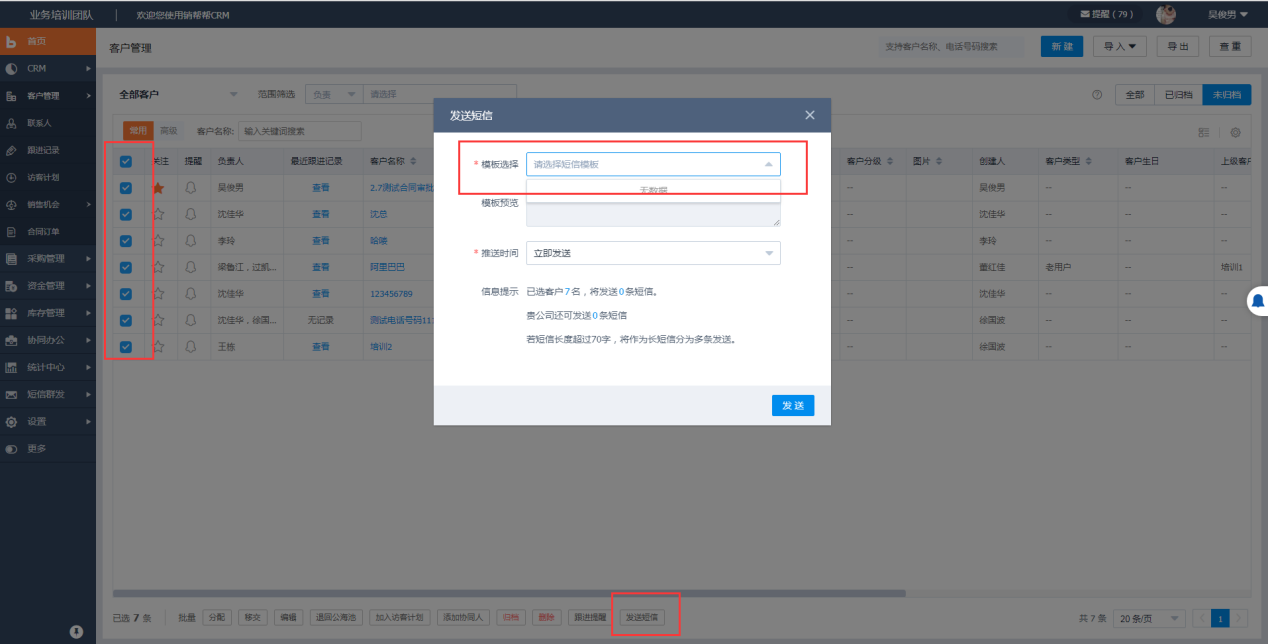 业务培训团队 欢迎您使用销帮帮CRM 提醒 ( 79 ) 吴俊男
首页
CRM
客户管理
联系人
跟进记录
访客计划
销售机会
合同订单
采购管理
资金管理
库存管理
协同办公
统计中心
短信群发
设置
更多
客户管理 支持客户名称、电话号码搜索 新 建 导 入 导 出 查 重
全部客户 范围筛选 负责 请选择 全部 已归档 未归档
常用 高级 客户名称: 输入关键词搜索
关注 提醒 负责人 最近跟进记录 客户名称 客户分级 图片 创建人 客户类型 客户生日 上级客户
吴俊男 查看 2.7测试合同审批 -- 吴俊男 -- -- --
沈佳华 查看 沈总 -- 沈佳华 -- -- --
李玲 查看 哈喽 -- 李玲 -- -- --
梁鲁江，过凯... 查看 阿里巴巴 -- 董红佳 老用户 -- 培训1
沈佳华 查看 123456789 -- 沈佳华 -- -- --
沈佳华，徐国... 无记录 测试电话号码11 -- 徐国波 -- -- --
王栋 查看 培训2 -- 徐国波 -- -- --
发送短信
* 模板选择 请选择短信模板
无数据
模板预览
* 推送时间 立即发送
信息提示 已选客户7名，将发送0条短信。
贵公司还可发送0条短信
若短信长度超过70字，将作为长短信分为多条发送。
发 送
已选 7 条 批量 分配 移交 编辑 退回公海池 加入访客计划 添加协同人 归档 删除 跟进提醒 发送短信 共 7 条 20 条/页 1